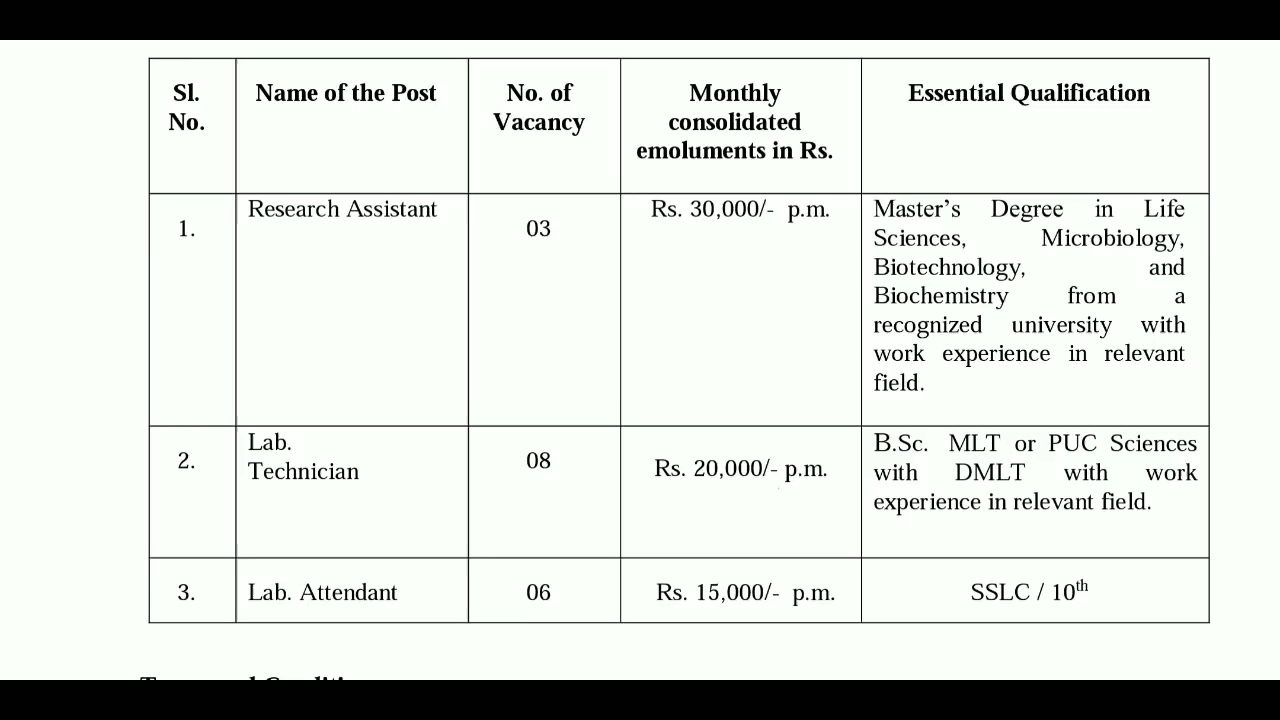 Sl. No. Name of the Post No. of Vacancy Monthly consolidated emoluments in Rs. Essential Qualification
1. Research Assistant 03 Rs. 30,000/- p.m. Master’s Degree in Life
Sciences, Microbiology,
Biotechnology, and
Biochemistry from a
recognized university with
work experience in relevant
field.
2. Lab. Technician 08 Rs. 20,000/- p.m. B.Sc. MLT or PUC Sciences
with DMLT with work
experience in relevant field.
3. Lab. Attendant 06 Rs. 15,000/- p.m. SSLC / 10th